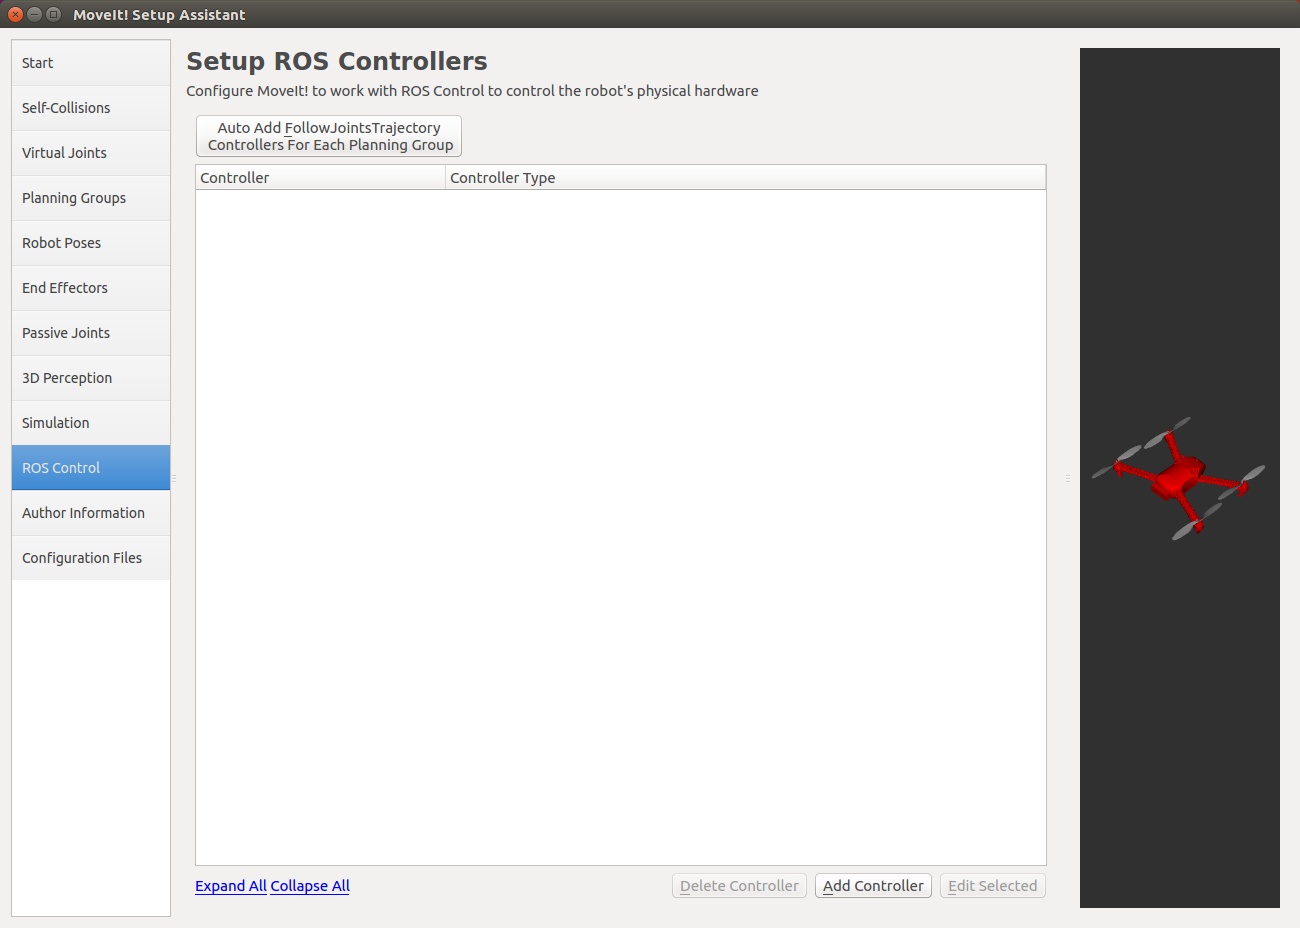 MoveIt! Setup Assistant
Start
Self-Collisions
Virtual Joints
Planning Groups
Robot Poses
End Effectors
Passive Joints
3D Perception
Simulation
ROS Control
Author Information
Configuration Files
Setup ROS Controllers
Configure MoveIt! to work with ROS Control to control the robot's physical hardware
Auto Add FollowJointsTrajectory
Controllers For Each Planning Group
Controller Controller Type
Expand All Collapse All Delete Controller Add Controller Edit Selected